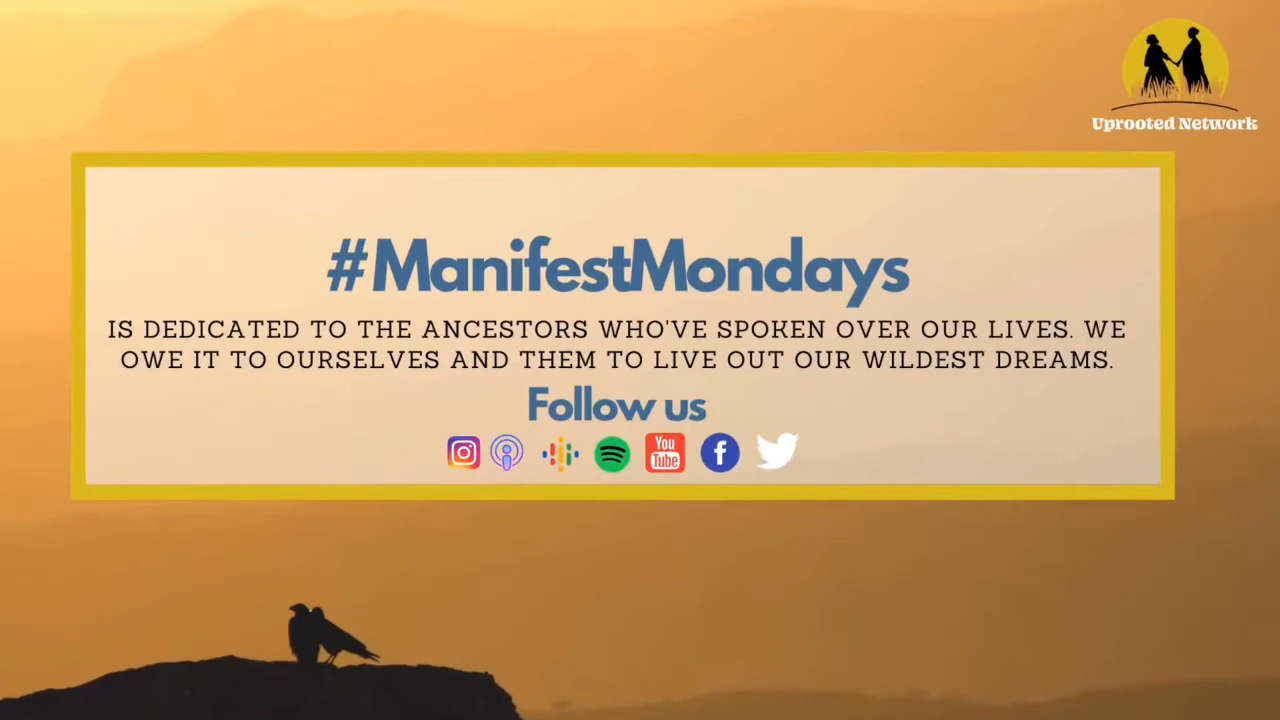 Uprooted Network
#ManifestMondays
IS DEDICATED TO THE ANCESTORS WHO'VE SPOKEN OVER OUR LIVES. WE
OWE IT TO OURSELVES AND THEM TO LIVE OUT OUR WILDEST DREAMS.
Follow us
You
Tube
f